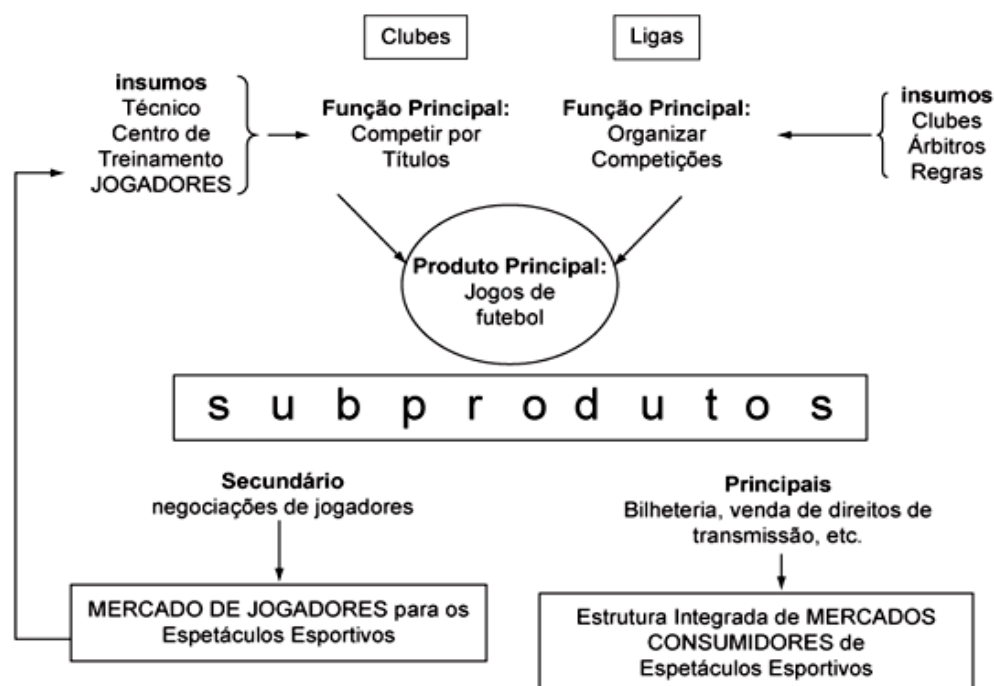 Clubes
Ligas
insumos
Técnico
Centro de
Treinamento
JOGADORES
Função Principal:
Competir por
Títulos
Função Principal:
Organizar
Competições
insumos
Clubes
Árbitros
Regras
Produto Principal:
Jogos de
futebol
s u b p r o d u t o s
Secundário
negociações de jogadores
Principais
Bilheteria, venda de direitos de
transmissão, etc.
MERCADO DE JOGADORES para os
Espetáculos Esportivos
Estrutura Integrada de MERCADOS
CONSUMIDORES de
Espetáculos Esportivos